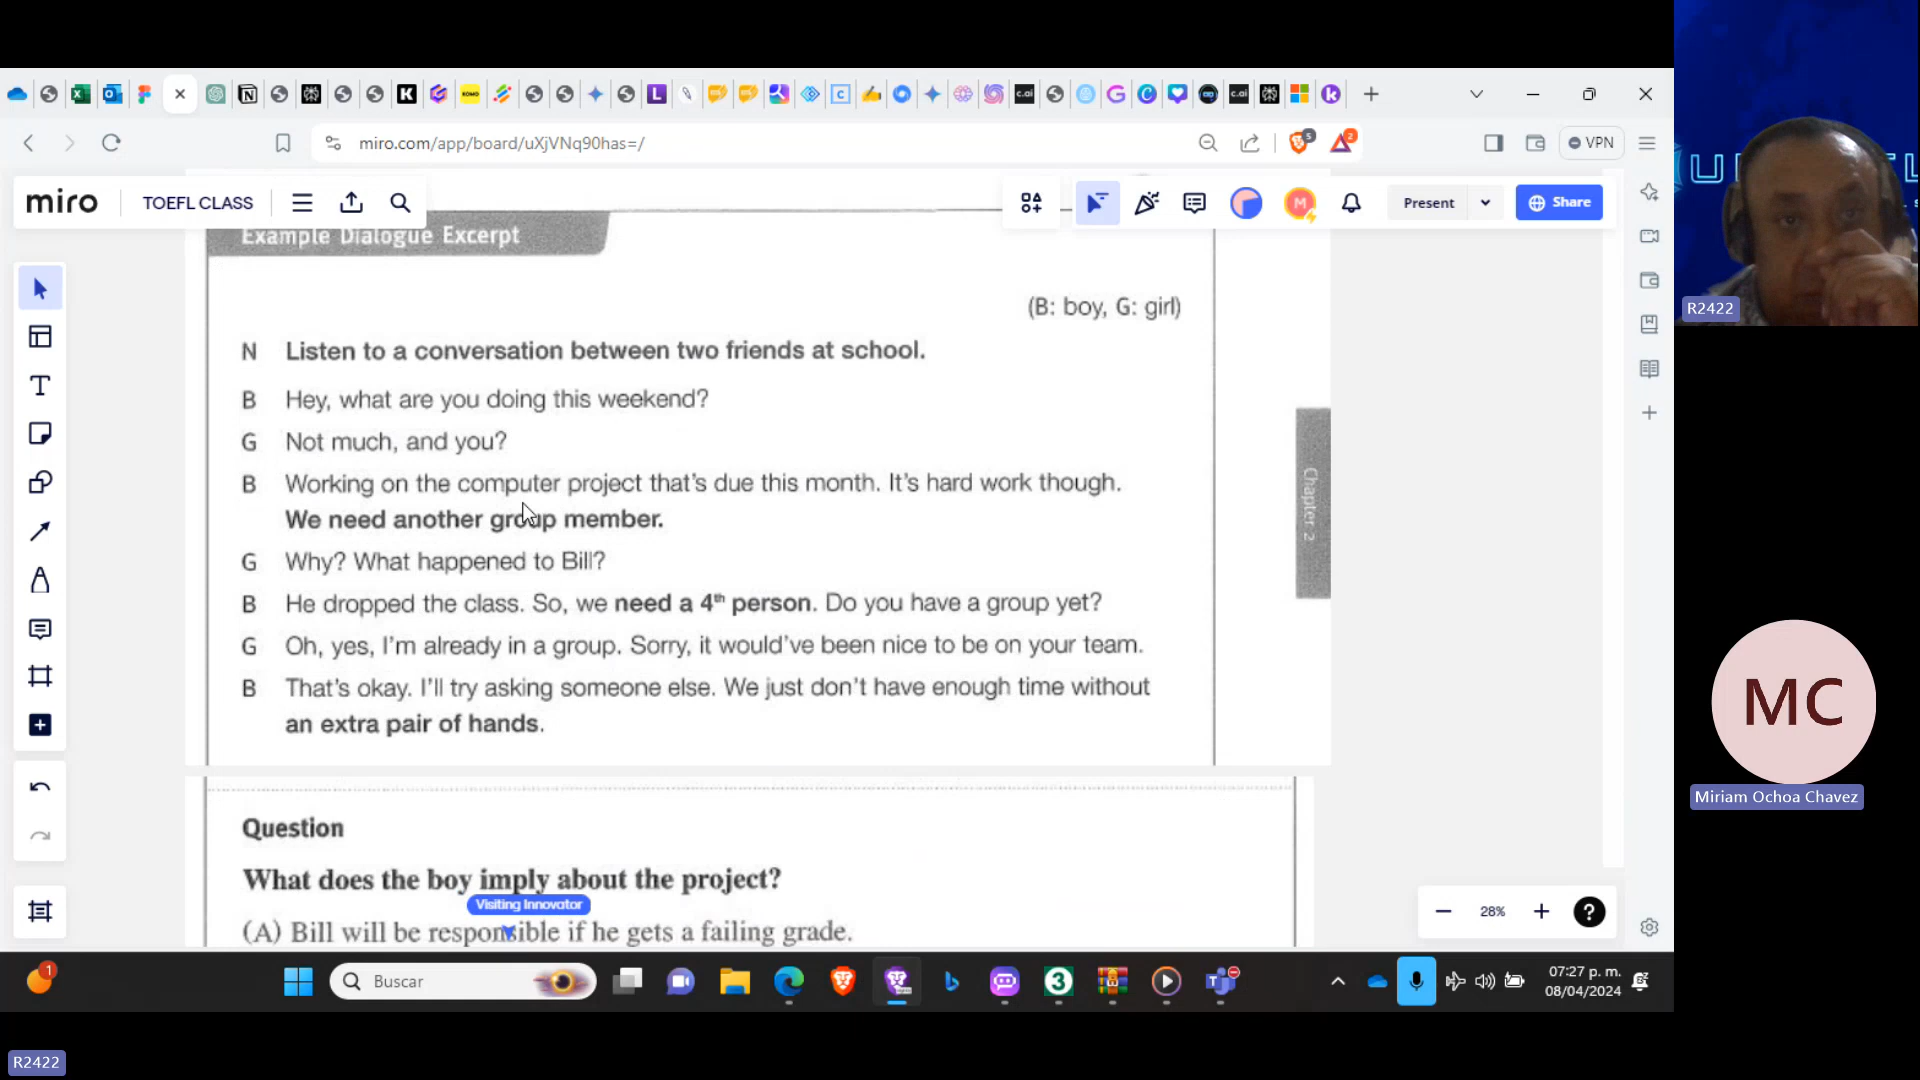 miro.com/app/board/uXjVNq90has=/
5
2
VPN
miro
TOEFL CLASS
M
Present
Share
Example Dialogue Excerpt
(B: boy, G: girl)
N Listen to a conversation between two friends at school.
B Hey, what are you doing this weekend?
G Not much, and you?
B Working on the computer project that's due this month. It's hard work though.
We need another group member.
G Why? What happened to Bill?
B He dropped the class. So, we need a 4th person. Do you have a group yet?
G Oh, yes, I'm already in a group. Sorry, it would've been nice to be on your team.
B That's okay. I'll try asking someone else. We just don't have enough time without
an extra pair of hands.
Chapter 2
Question
What does the boy imply about the project?
Visiting Innovator
(A) Bill will be responsible if he gets a failing grade.
28%
?
1
Buscar
07:27 p. m.
08/04/2024
R2422
MC
Miriam Ochoa Chavez
R2422